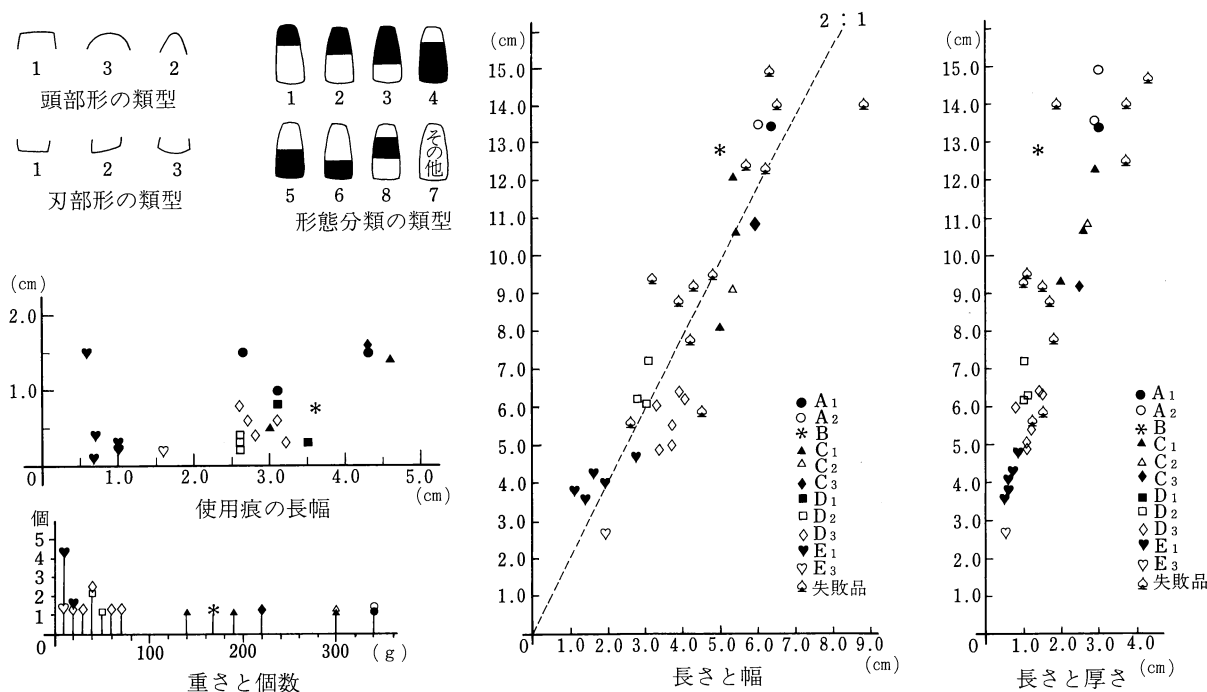 1 3 2
頭部形の類型
1 2 3
刃部形の類型
1 2 3 4
その他
5 6 8 7
形態分類の類型
(cm)
2.0
1.0
0 1.0 2.0 3.0 4.0 5.0
(cm)
使用痕の長幅
個
5
4
3
2
1
0 100 200 300 (g)
重さと個数
2:1
(cm)
15.0
14.0
13.0
12.0
11.0
10.0
9.0
8.0
7.0
6.0
5.0
4.0
3.0
2.0
1.0
0 1.0 2.0 3.0 4.0 5.0 6.0 7.0 8.0 9.0
(cm)
A1
A2
B
C1
C2
C3
D1
D2
D3
E1
E3
失敗品
長さと幅
(cm)
15.0
14.0
13.0
12.0
11.0
10.0
9.0
8.0
7.0
6.0
5.0
4.0
3.0
2.0
1.0
0 1.0 2.0 3.0 4.0 (cm)
A1
A2
B
C1
C2
C3
D1
D2
D3
E1
E3
失敗品
長さと厚さ